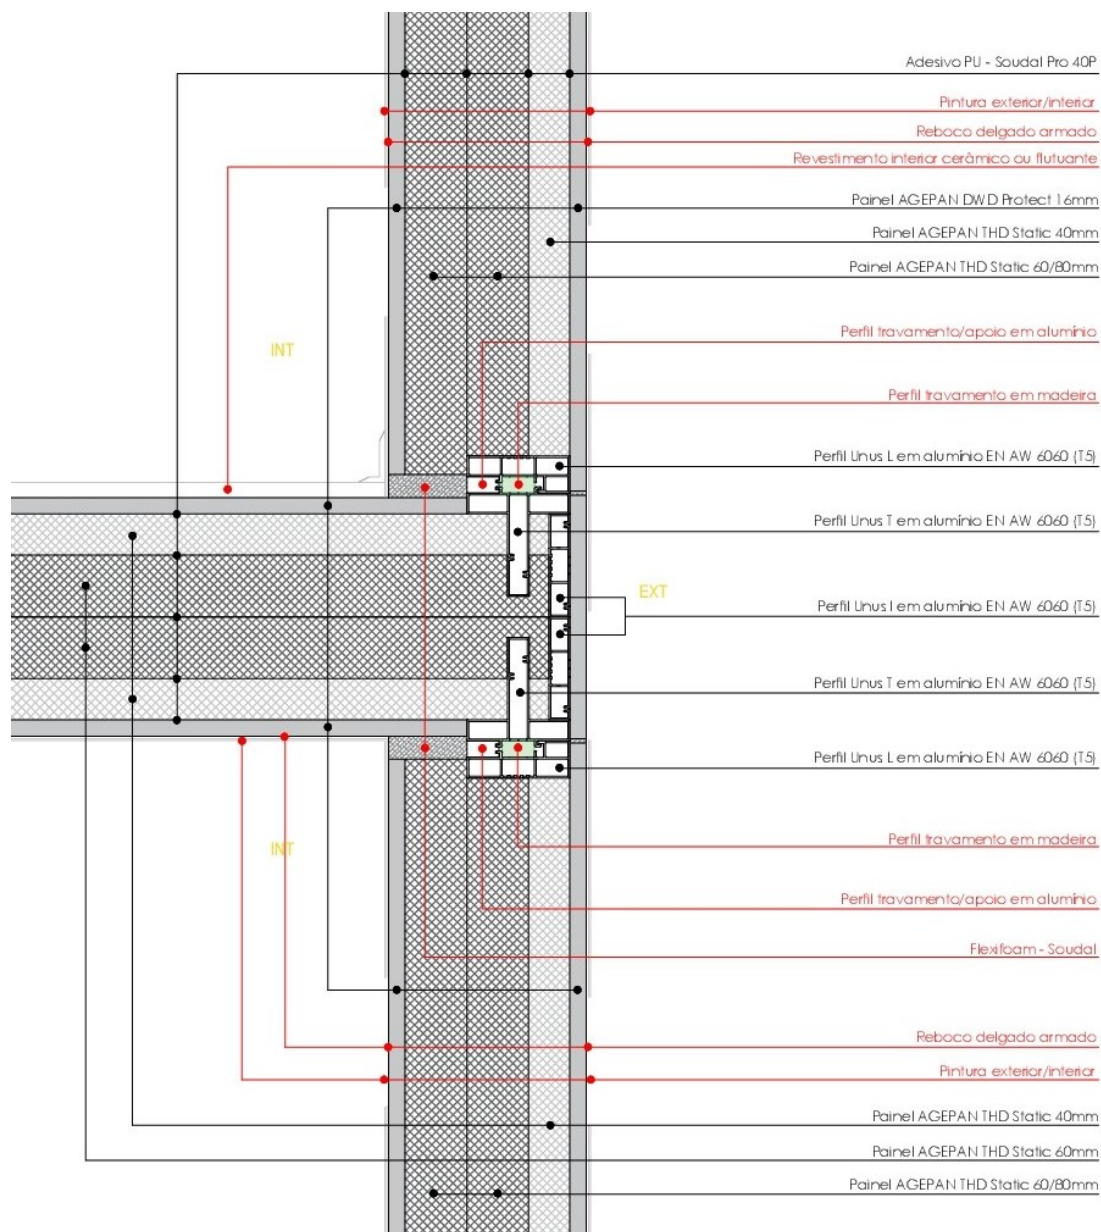 Adesivo PU - Soudal Pro 40P
Pintura exterior/interior
Reboco delgado armado
Revestimento interior cerâmico ou flutuante
Painel AGEPAN DWD Protect 16mm
Painel AGEPAN THD Static 40mm
Painel AGEPAN THD Static 60/80mm
Perfil travamento/apoio em alumínio
INT
Perfil travamento em madeira
Perfil Unus L em alumínio EN AW 6060 (T5)
Perfil Unus T em alumínio EN AW 6060 (T5)
EXT
Perfil Unus I em alumínio EN AW 6060 (T5)
Perfil Unus T em alumínio EN AW 6060 (T5)
Perfil Unus L em alumínio EN AW 6060 (T5)
Perfil travamento em madeira
INT
Perfil travamento/apoio em alumínio
Flexifoam - Soudal
Reboco delgado armado
Pintura exterior/interior
Painel AGEPAN THD Static 40mm
Painel AGEPAN THD Static 60mm
Painel AGEPAN THD Static 60/80mm